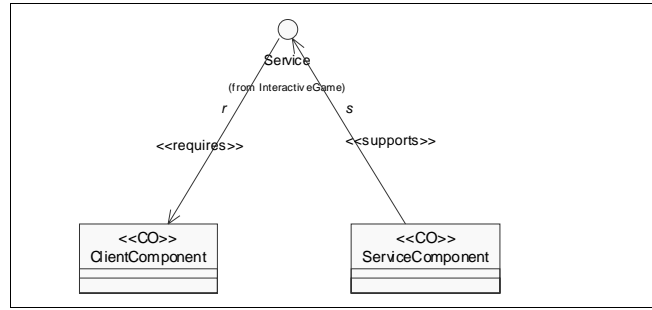 Service
(from InteractiveGame)
r
s
<<requires>>
<<supports>>
<<CO>>
ClientComponent
<<CO>>
ServiceComponent